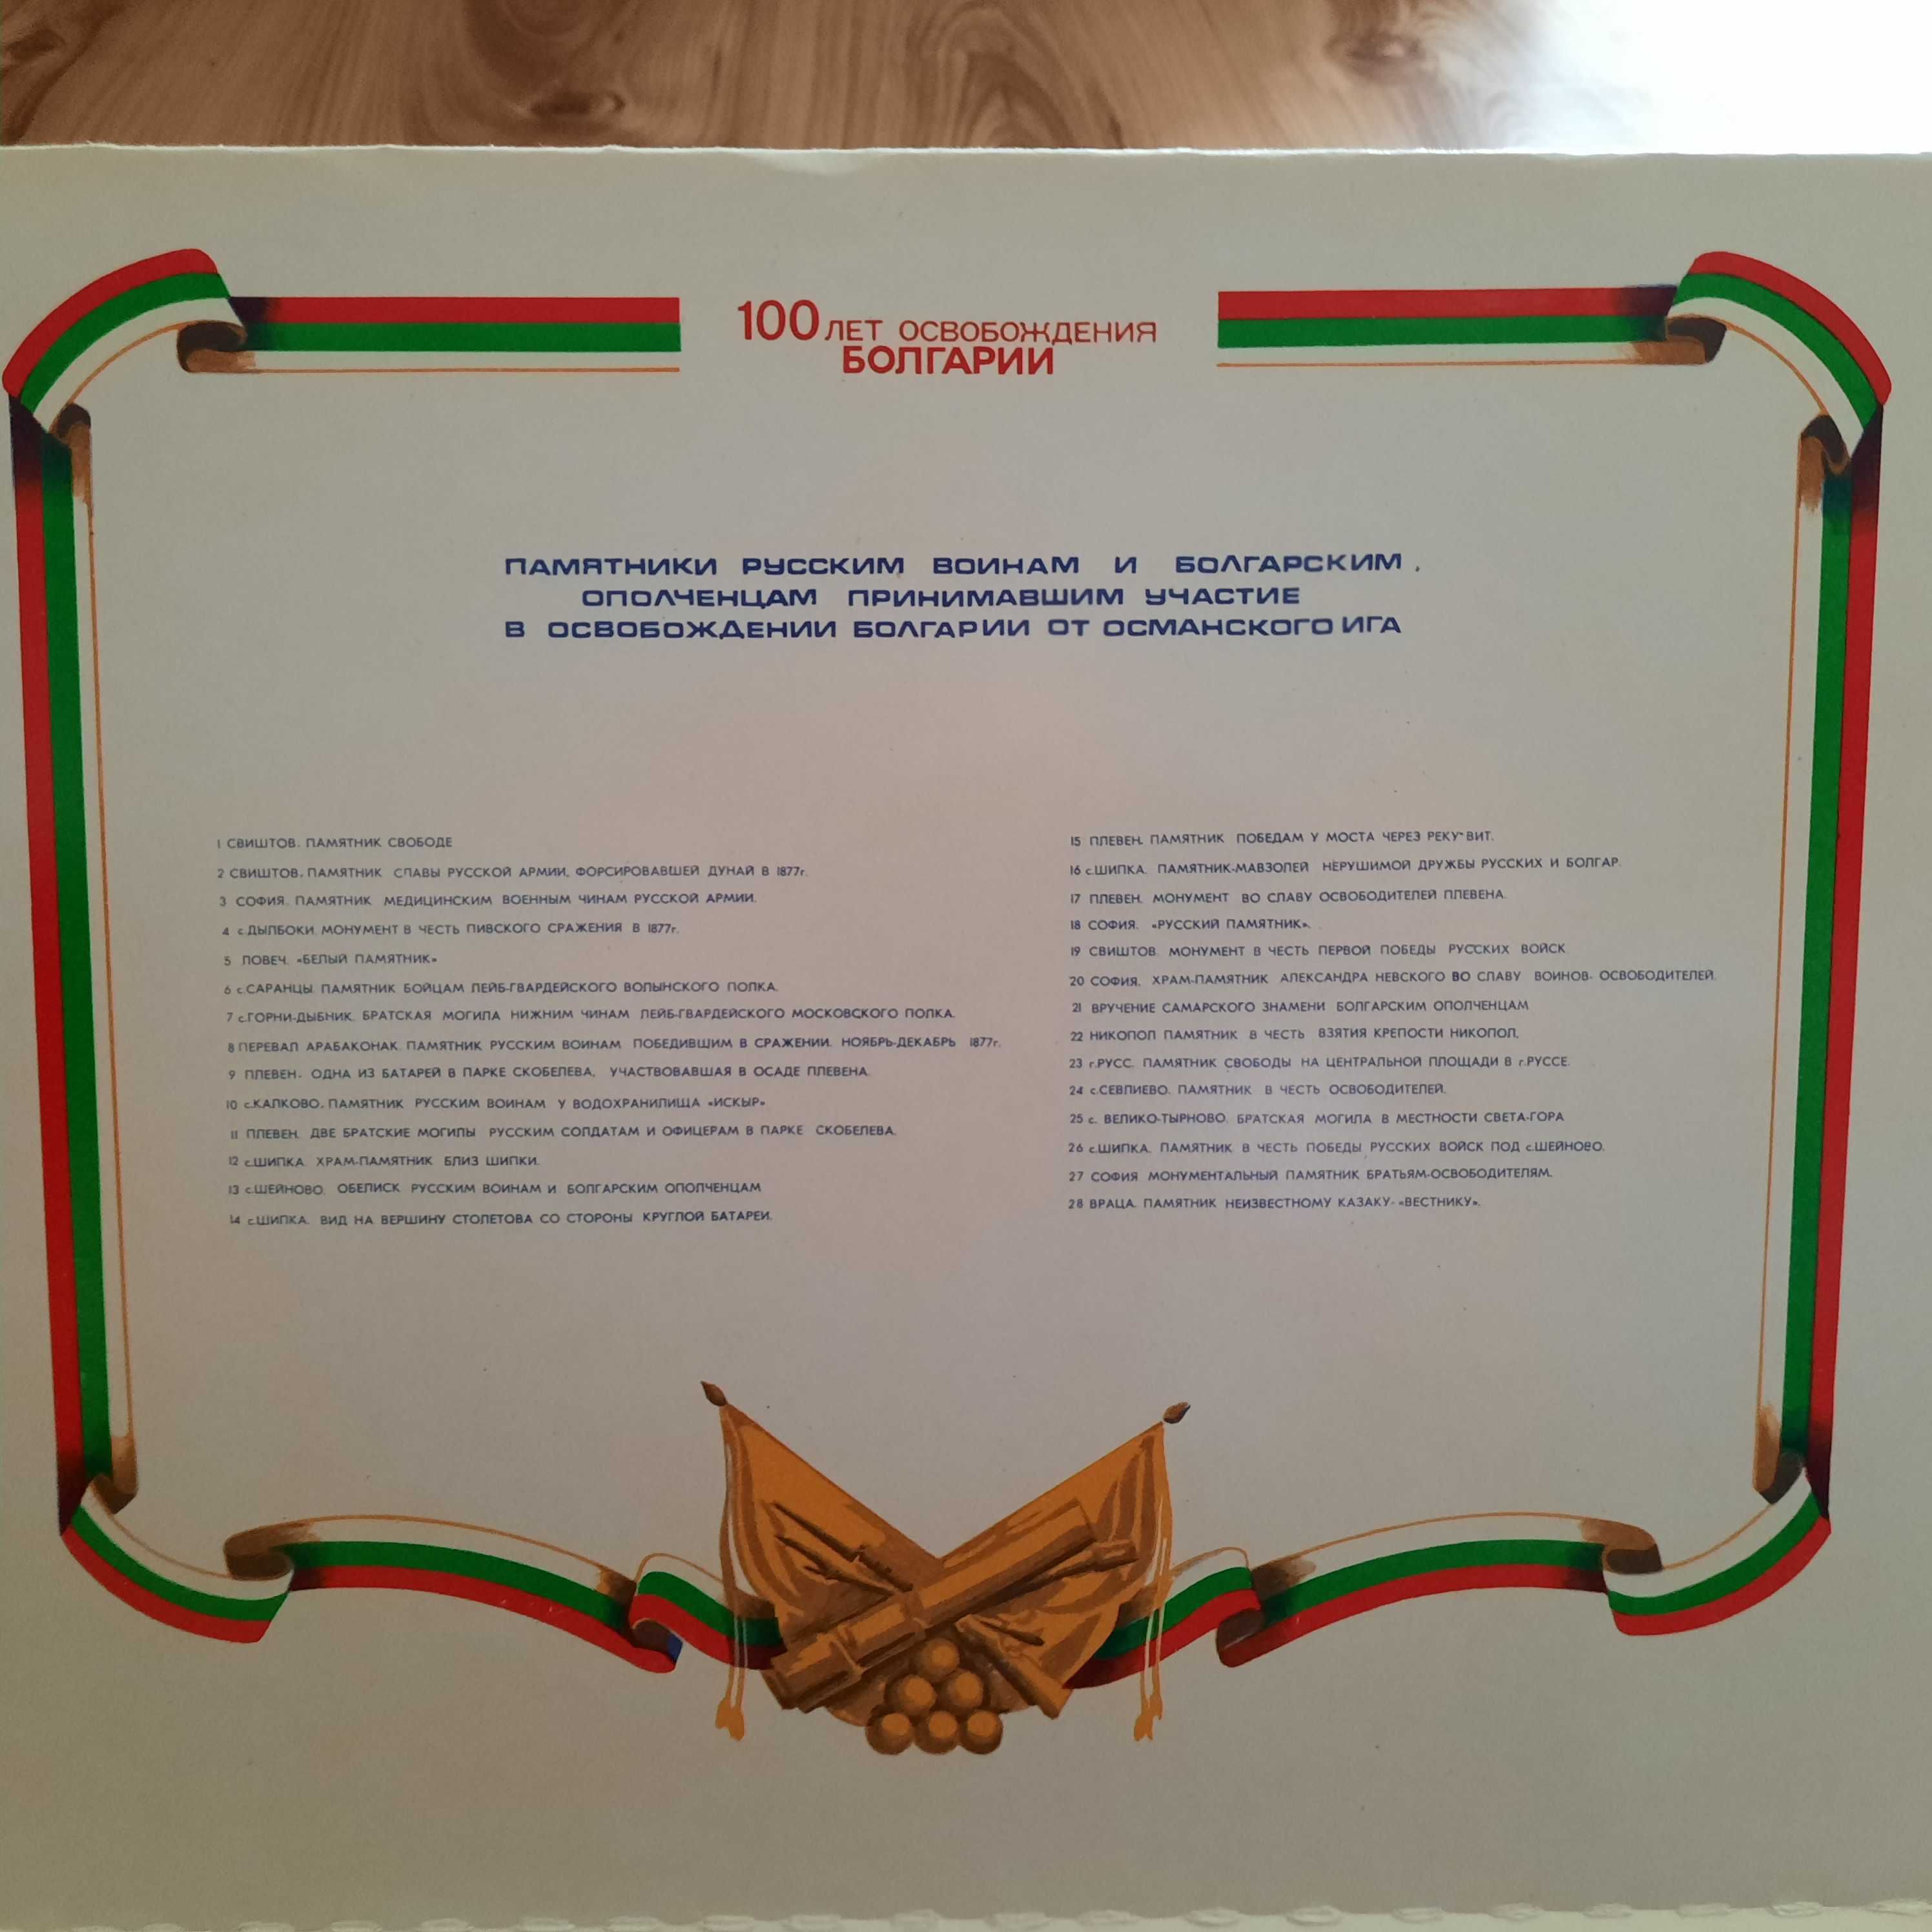 100 ЛЕТ ОСВОБОЖДЕНИЯ
БОЛГАРИИ
ПАМЯТНИКИ РУССКИМ ВОИНАМ И БОЛГАРСКИМ.
ОПОЛЧЕНЦАМ ПРИНИМАВШИМ УЧАСТИЕ
В ОСВОБОЖДЕНИИ БОЛГАРИИ ОТ ОСМАНСКОГО ИГА
1 СВИШТОВ. ПАМЯТНИК СВОБОДЕ
2 СВИШТОВ. ПАМЯТНИК СЛАВЫ РУССКОЙ АРМИИ, ФОРСИРОВАВШЕЙ ДУНАЙ В 1877г.
3 СОФИЯ. ПАМЯТНИК МЕДИЦИНСКИМ ВОЕННЫМ ЧИНАМ РУССКОЙ АРМИИ.
4 с.ДЫЛБОКИ. МОНУМЕНТ В ЧЕСТЬ ПИВСКОГО СРАЖЕНИЯ В 1877г.
5 ЛОВЕЧ. «БЕЛЫЙ ПАМЯТНИК»
6 с.САРАНЦЫ. ПАМЯТНИК БОЙЦАМ ЛЕЙБ-ГВАРДЕЙСКОГО ВОЛЫНСКОГО ПОЛКА.
7 с.ГОРНИ-ДЫБНИК. БРАТСКАЯ МОГИЛА НИЖНИМ ЧИНАМ ЛЕЙБ-ГВАРДЕЙСКОГО МОСКОВСКОГО ПОЛКА.
8 ПЕРЕВАЛ АРАБАКОНАК. ПАМЯТНИК РУССКИМ ВОИНАМ ПОБЕДИВШИМ В СРАЖЕНИИ. НОЯБРЬ-ДЕКАБРЬ 1877г.
9 ПЛЕВЕН. ОДНА ИЗ БАТАРЕЙ В ПАРКЕ СКОБЕЛЕВА, УЧАСТВОВАВШАЯ В ОСАДЕ ПЛЕВЕНА.
10 с.КАЛКОВО. ПАМЯТНИК РУССКИМ ВОИНАМ У ВОДОХРАНИЛИЩА «ИСКЫР»
11 ПЛЕВЕН. ДВЕ БРАТСКИЕ МОГИЛЫ РУССКИМ СОЛДАТАМ И ОФИЦЕРАМ В ПАРКЕ СКОБЕЛЕВА.
12 с.ШИПКА. ХРАМ-ПАМЯТНИК БЛИЗ ШИПКИ.
13 с.ШЕЙНОВО. ОБЕЛИСК РУССКИМ ВОИНАМ И БОЛГАРСКИМ ОПОЛЧЕНЦАМ
14 с.ШИПКА. ВИД НА ВЕРШИНУ СТОЛЕТОВА СО СТОРОНЫ КРУГЛОЙ БАТАРЕИ.
15 ПЛЕВЕН. ПАМЯТНИК ПОБЕДАМ У МОСТА ЧЕРЕЗ РЕКУ ВИТ.
16 с.ШИПКА. ПАМЯТНИК-МАВЗОЛЕЙ НЕРУШИМОЙ ДРУЖБЫ РУССКИХ И БОЛГАР.
17 ПЛЕВЕН. МОНУМЕНТ ВО СЛАВУ ОСВОБОДИТЕЛЕЙ ПЛЕВЕНА.
18 СОФИЯ. «РУССКИЙ ПАМЯТНИК».
19 СВИШТОВ. МОНУМЕНТ В ЧЕСТЬ ПЕРВОЙ ПОБЕДЫ РУССКИХ ВОЙСК
20 СОФИЯ. ХРАМ-ПАМЯТНИК АЛЕКСАНДРА НЕВСКОГО ВО СЛАВУ ВОИНОВ- ОСВОБОДИТЕЛЕЙ.
21 ВРУЧЕНИЕ САМАРСКОГО ЗНАМЕНИ БОЛГАРСКИМ ОПОЛЧЕНЦАМ
22 НИКОПОЛ ПАМЯТНИК В ЧЕСТЬ ВЗЯТИЯ КРЕПОСТИ НИКОПОЛ.
23 г.РУСС. ПАМЯТНИК СВОБОДЫ НА ЦЕНТРАЛЬНОЙ ПЛОЩАДИ В г.РУССЕ.
24 с.СЕВЛИЕВО. ПАМЯТНИК В ЧЕСТЬ ОСВОБОДИТЕЛЕЙ.
25 с. ВЕЛИКО-ТЫРНОВО. БРАТСКАЯ МОГИЛА В МЕСТНОСТИ СВЕТА-ГОРА
26 с.ШИПКА. ПАМЯТНИК В ЧЕСТЬ ПОБЕДЫ РУССКИХ ВОЙСК ПОД с.ШЕЙНОВО.
27 СОФИЯ МОНУМЕНТАЛЬНЫЙ ПАМЯТНИК БРАТЬЯМ-ОСВОБОДИТЕЛЯМ.
28 ВРАЦА. ПАМЯТНИК НЕИЗВЕСТНОМУ КАЗАКУ- «ВЕСТНИКУ».